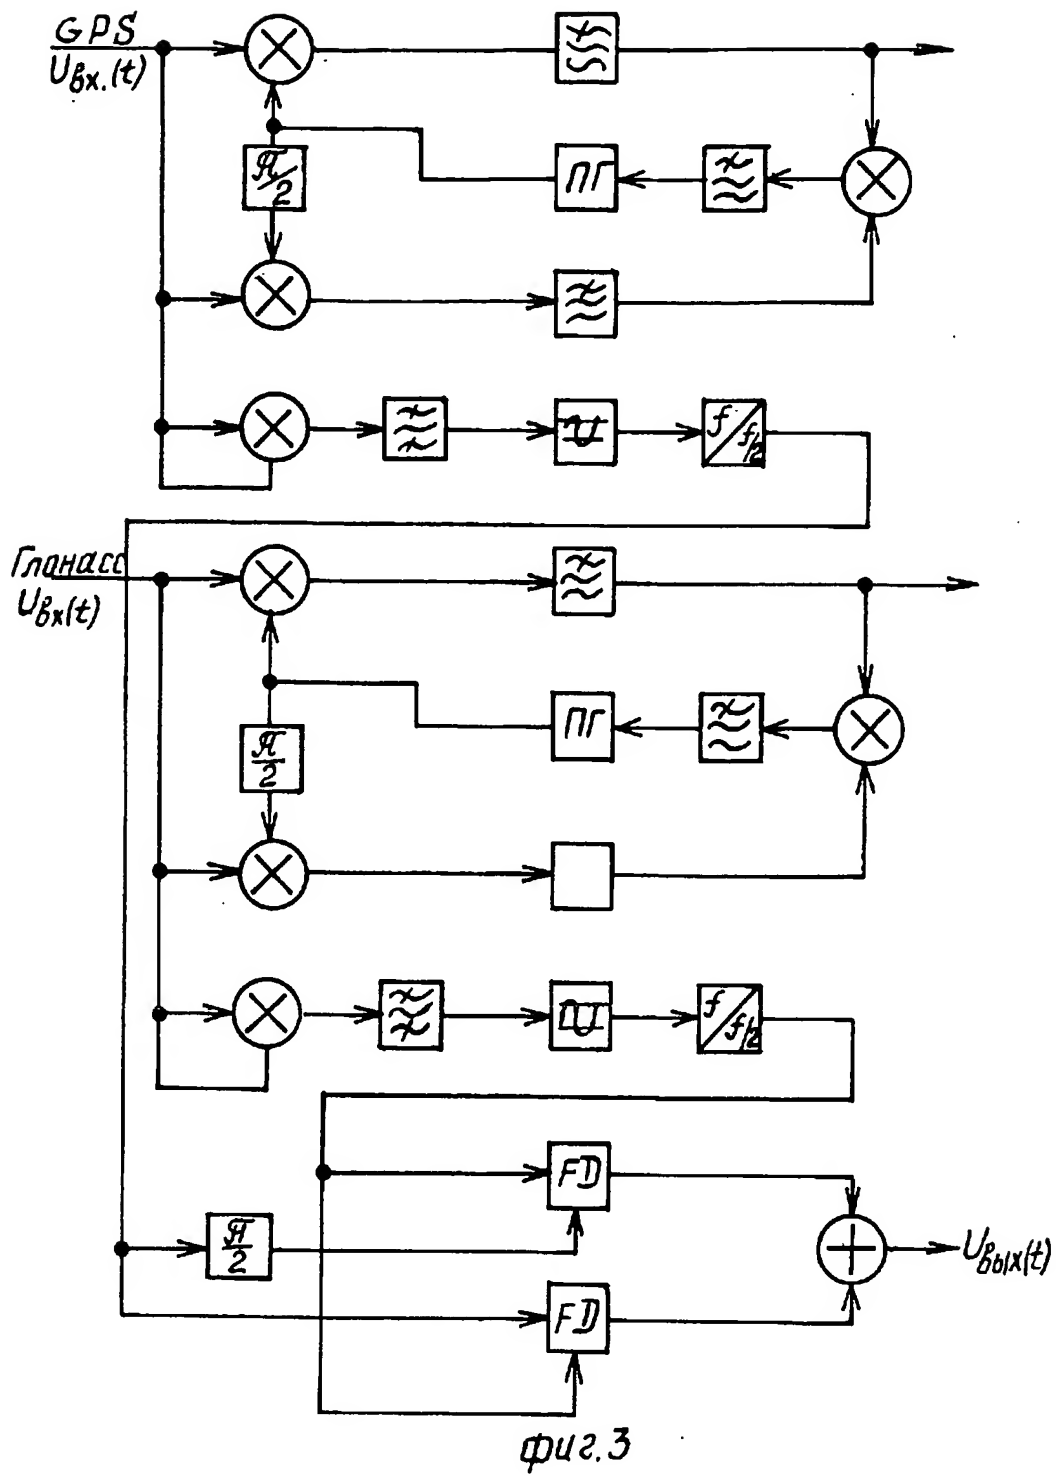 GPS
Uвх.(t)
π/2
ПГ
f/f/2
Гланасс
Uвх(t)
ПГ
π/2
f/f/2
FD
π/2
Uвых(t)
FD
фиг.3